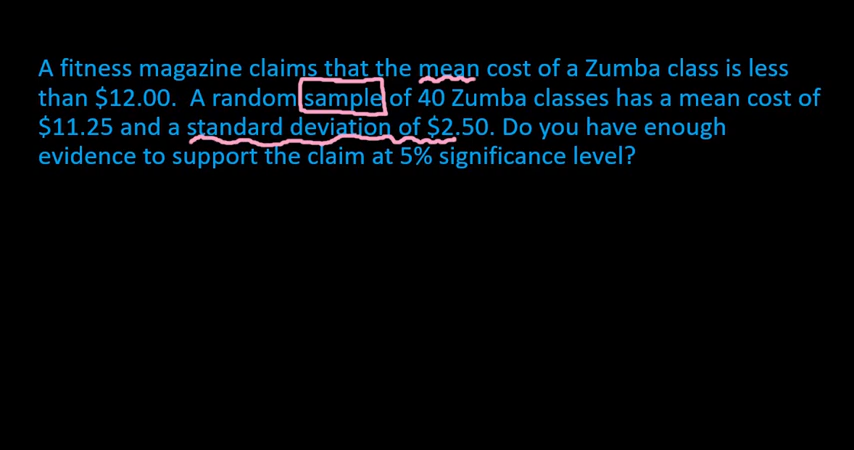 A fitness magazine claims that the mean cost of a Zumba class is less
than $12.00.  A random sample of 40 Zumba classes has a mean cost of
$11.25 and a standard deviation of $2.50. Do you have enough
evidence to support the claim at 5% significance level?